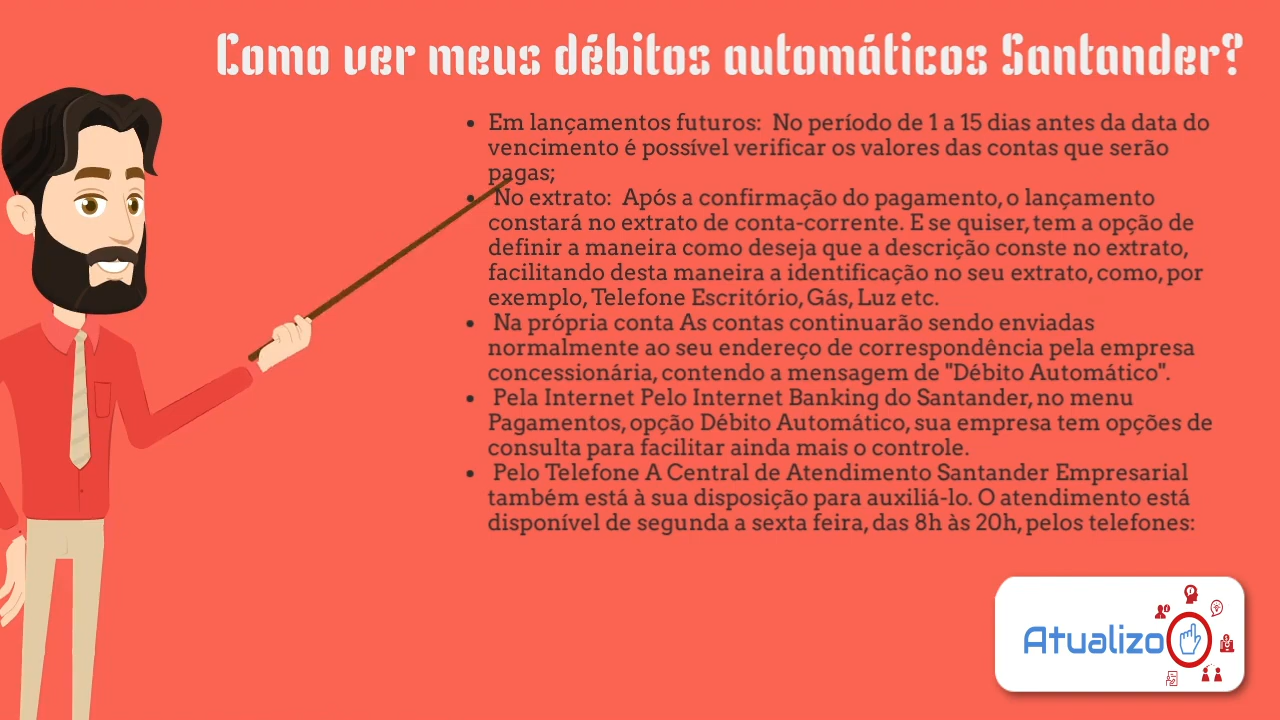 Como ver meus débitos automáticos Santander?
• Em lançamentos futuros: No período de 1 a 15 dias antes da data do
vencimento é possível verificar os valores das contas que serão
pagas;
• No extrato: Após a confirmação do pagamento, o lançamento
constará no extrato de conta-corrente. E se quiser, tem a opção de
definir a maneira como deseja que a descrição conste no extrato,
facilitando desta maneira a identificação no seu extrato, como, por
exemplo, Telefone Escritório, Gás, Luz etc.
• Na própria conta As contas continuarão sendo enviadas
normalmente ao seu endereço de correspondência pela empresa
concessionária, contendo a mensagem de "Débito Automático".
• Pela Internet Pelo Internet Banking do Santander, no menu
Pagamentos, opção Débito Automático, sua empresa tem opções de
consulta para facilitar ainda mais o controle.
• Pelo Telefone A Central de Atendimento Santander Empresarial
também está à sua disposição para auxiliá-lo. O atendimento está
disponível de segunda a sexta feira, das 8h às 20h, pelos telefones:
Atualizo